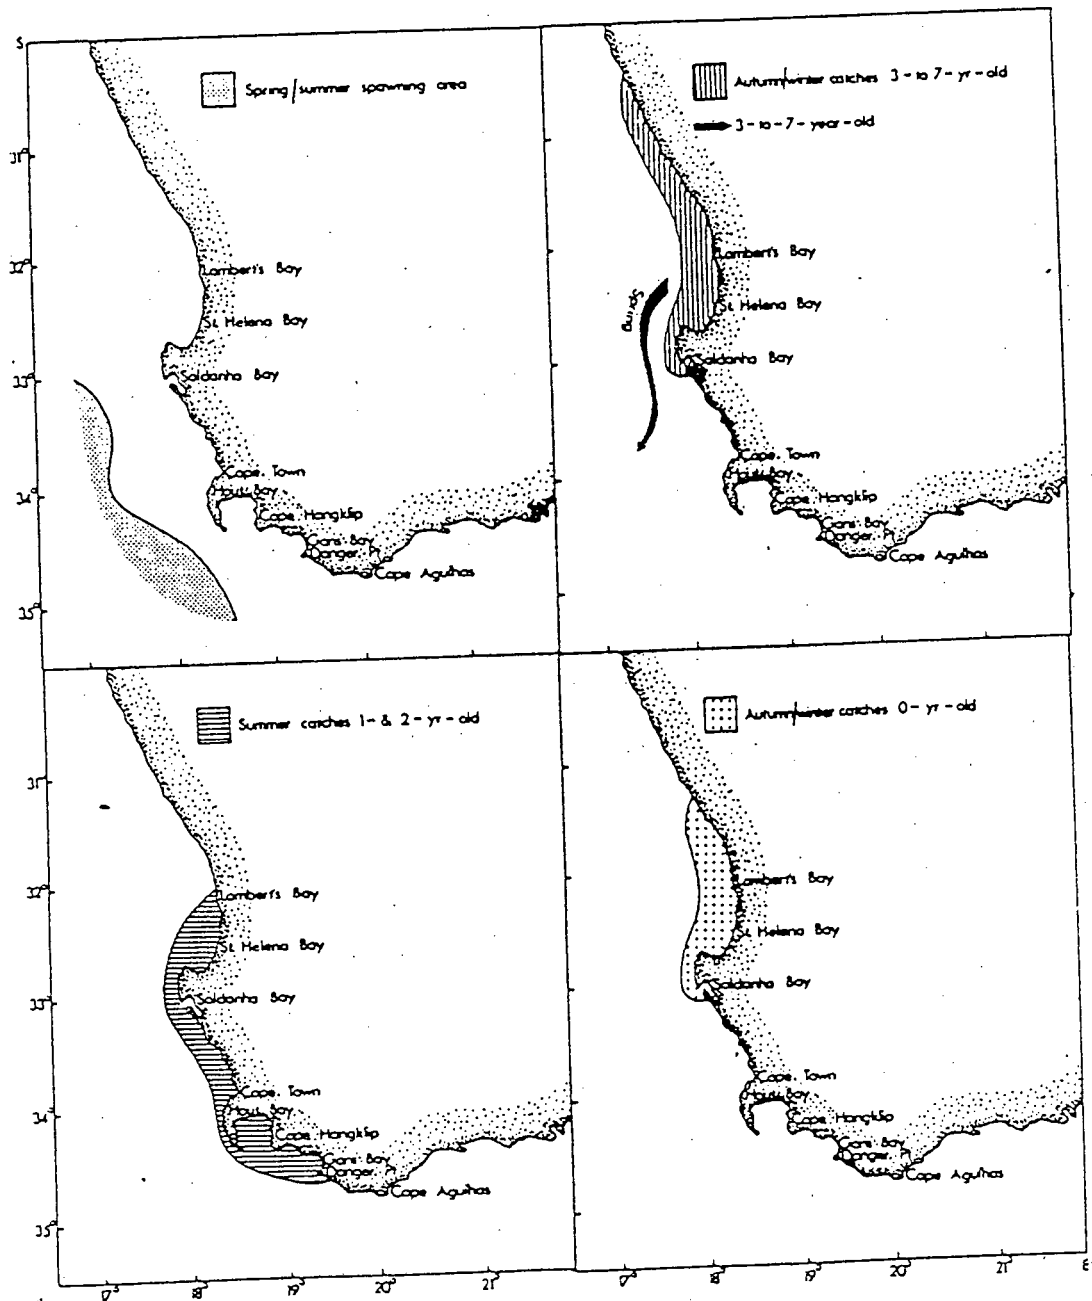 S
Spring/summer spawning area
31°
Lambert's Bay
32°
St. Helena Bay
Saldanha Bay
33°
Cape Town
Hout Bay
34°
Cape Hangklip
Gans Bay
Danger Pt
Cape Agulhas
35°
Autumn/winter catches 3-to 7-yr-old
3-to-7-year-old
Lambert's Bay
Spring
St Helena Bay
Saldanha Bay
Cape Town
Hout Bay
Cape Hangklip
Gans Bay
Danger Pt
Cape Agulhas
Summer catches 1-& 2-yr-old
31°
32°
Lambert's Bay
St. Helena Bay
33°
Saldanha Bay
Cape Town
34°
Hout Bay
Cape Hangklip
Gans Bay
Danger
Cape Agulhas
35°
17°
18°
19°
20°
21°
Autumn/winter catches 0-yr-old
Lambert's Bay
St. Helena Bay
Saldanha Bay
Cape Town
Hout Bay
Cape Hangklip
Gans Bay
Danger
Cape Agulhas
17°
18°
19°
20°
21°
E